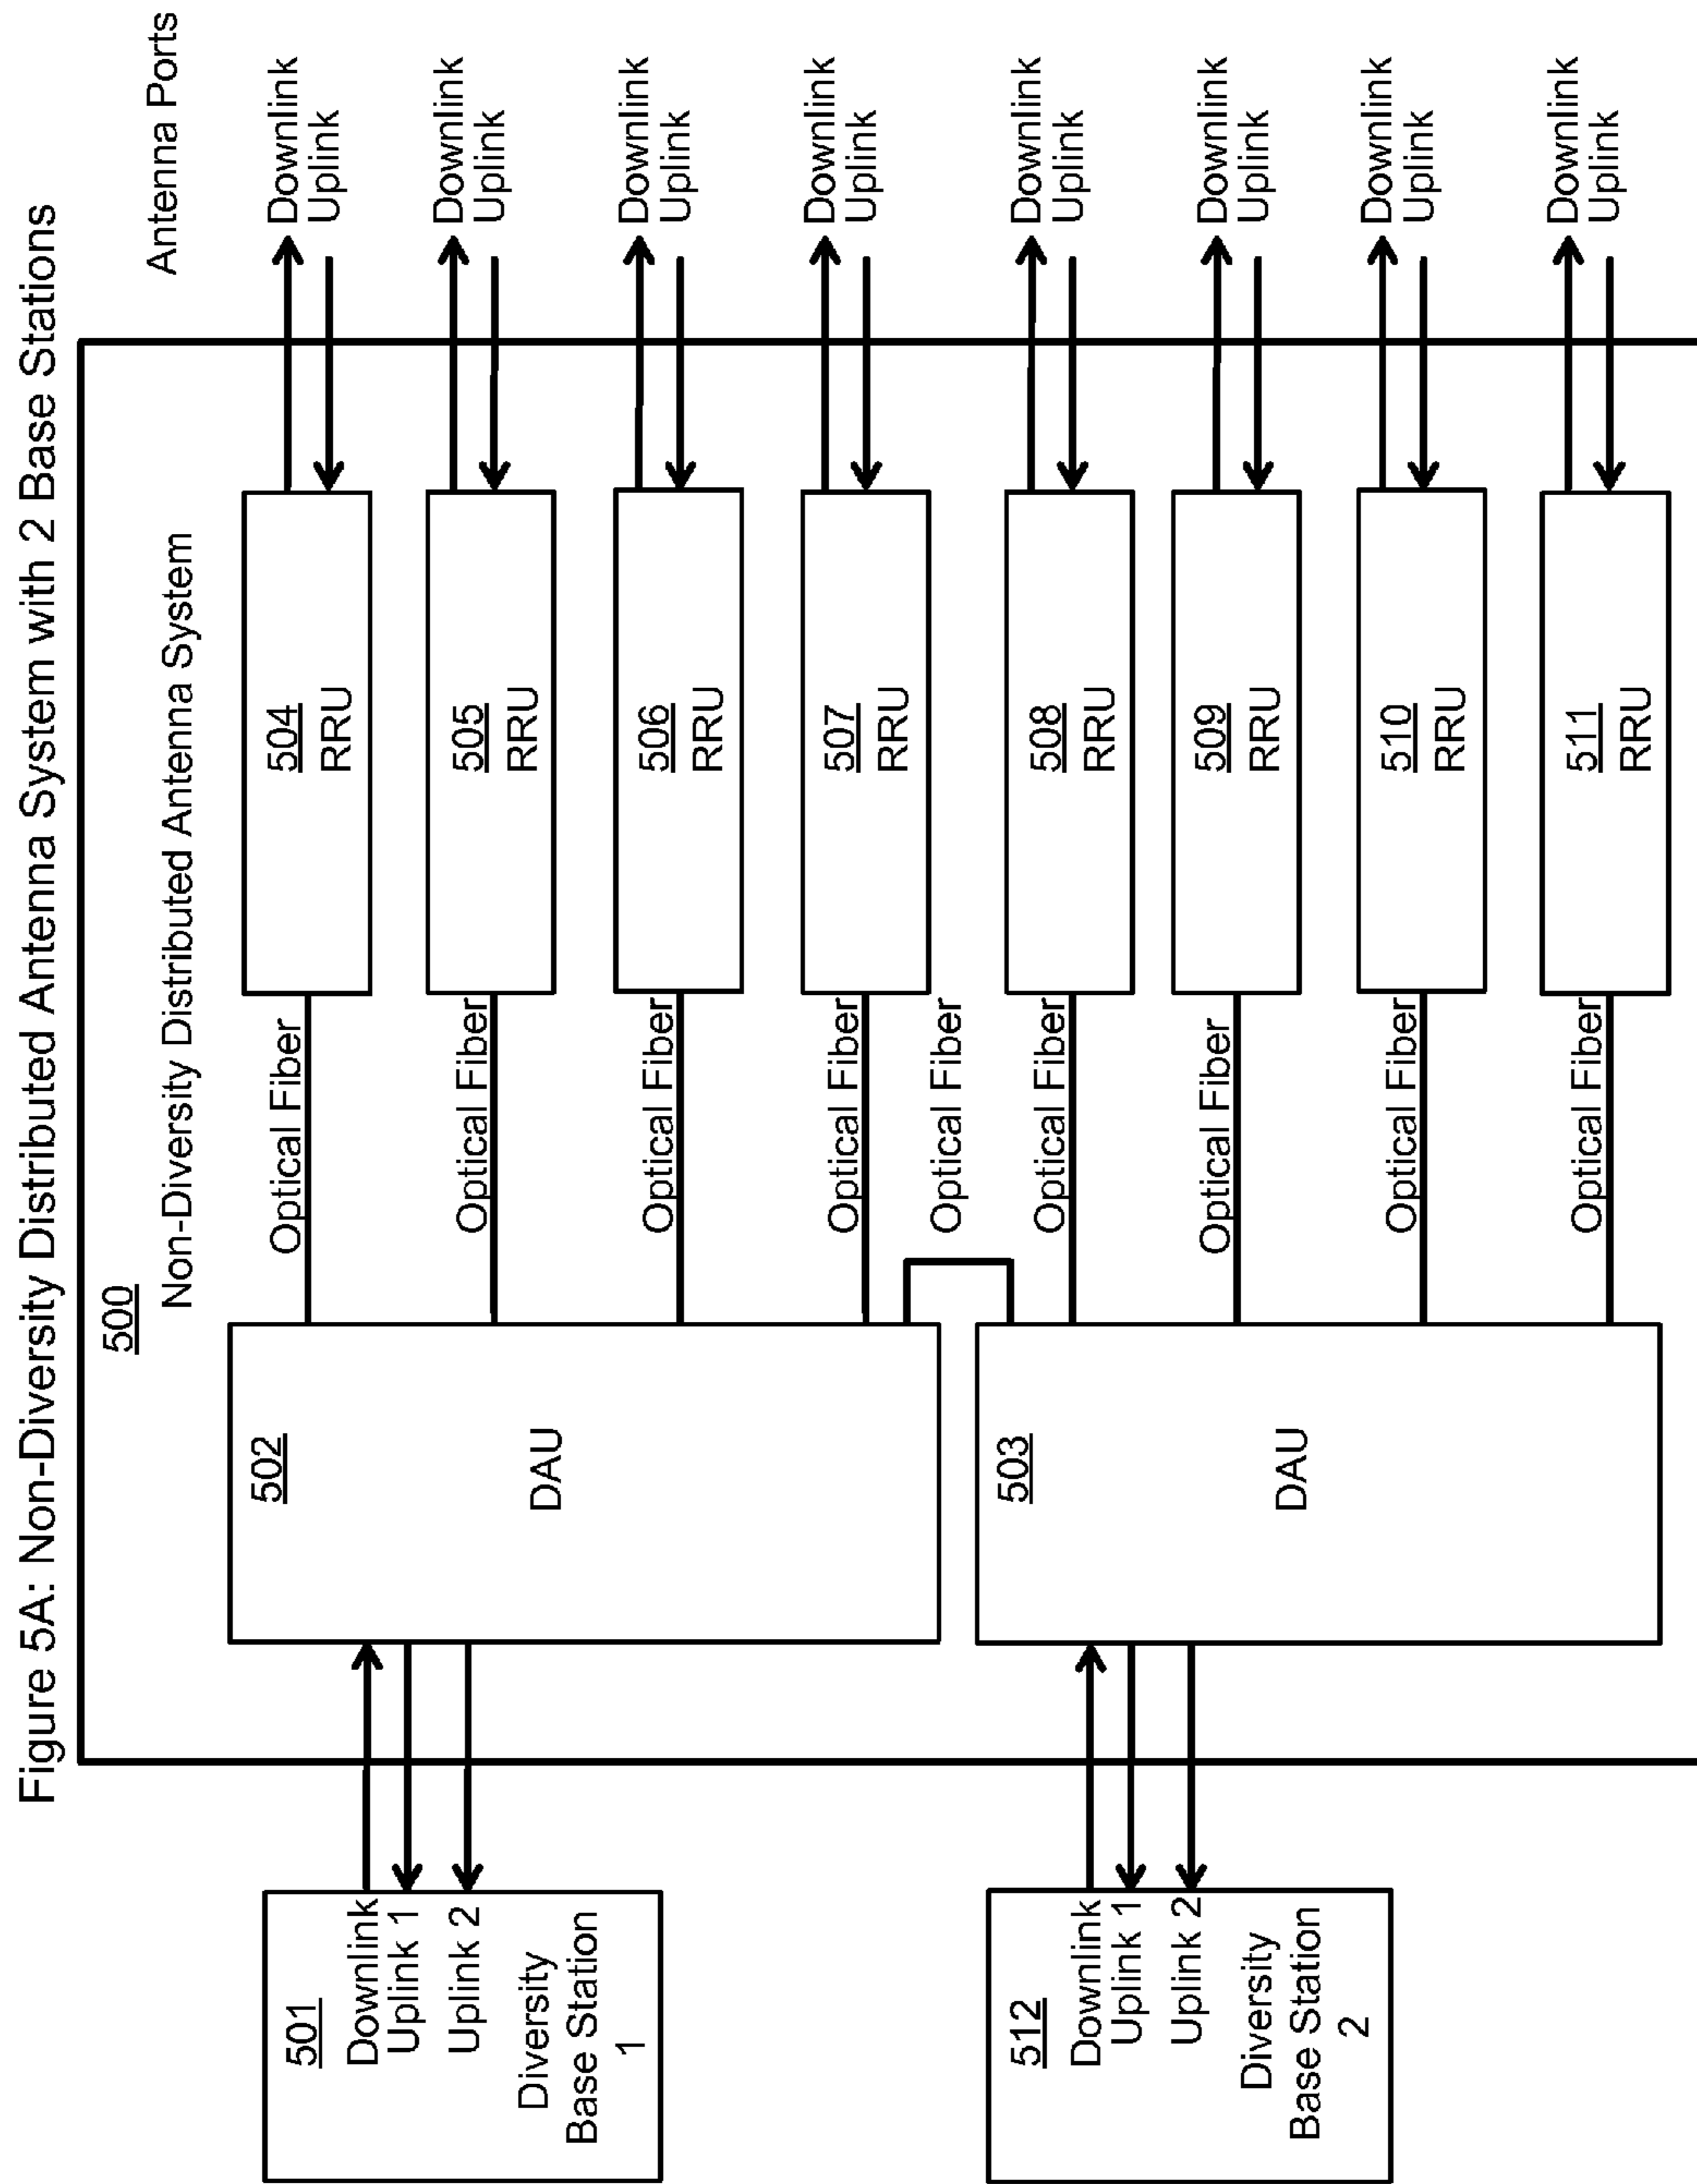 Figure 5A: Non-Diversity Distributed Antenna System with 2 Base Stations
500
Non-Diversity Distributed Antenna System
Antenna Ports
501
Downlink
Uplink 1
Uplink 2
Diversity
Base Station
1
502
DAU
Optical Fiber
504
RRU
Downlink
Uplink
Optical Fiber
505
RRU
Downlink
Uplink
Optical Fiber
506
RRU
Downlink
Uplink
Optical Fiber
507
RRU
Downlink
Uplink
Optical Fiber
512
Downlink
Uplink 1
Uplink 2
Diversity
Base Station
2
503
DAU
Optical Fiber
508
RRU
Downlink
Uplink
Optical Fiber
509
RRU
Downlink
Uplink
Optical Fiber
510
RRU
Downlink
Uplink
Optical Fiber
511
RRU
Downlink
Uplink